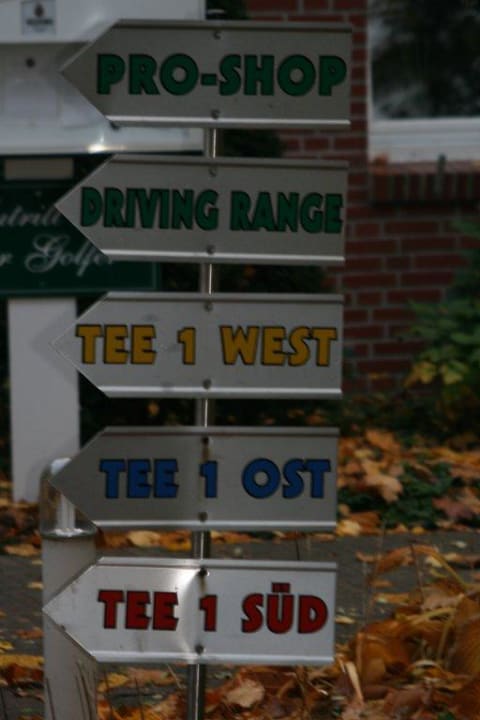 PRO-SHOP
DRIVING RANGE
TEE 1 WEST
TEE 1 OST
TEE 1 SÜD